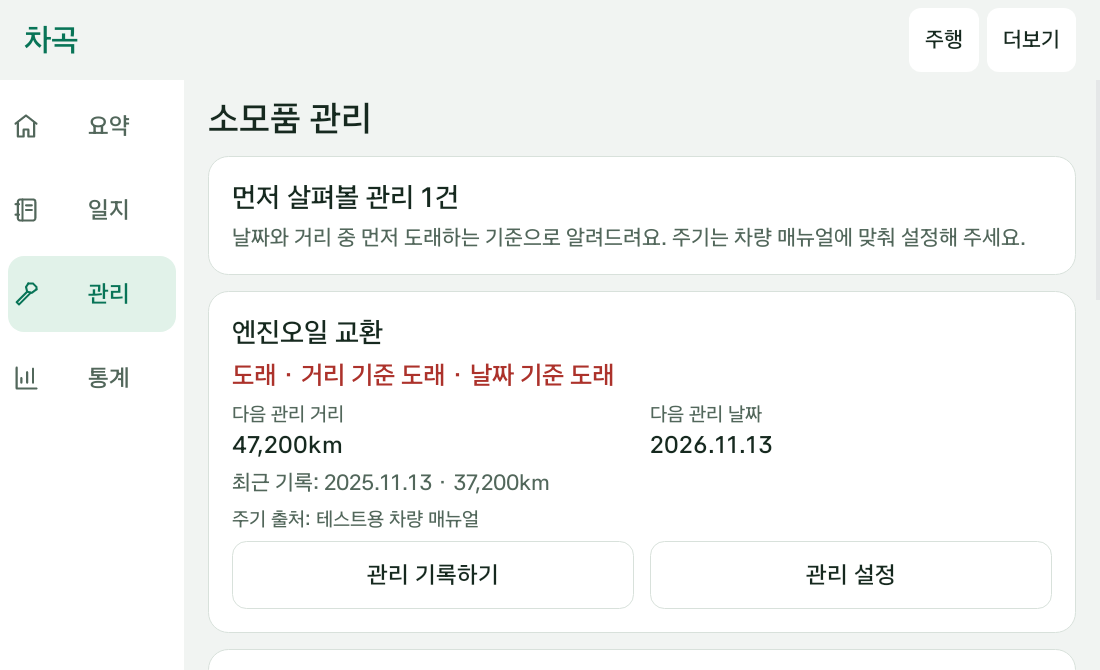 차곡
주행
더보기
요약
일지
관리
통계
소모품 관리
먼저 살펴볼 관리 1건
날짜와 거리 중 먼저 도래하는 기준으로 알려드려요. 주기는 차량 매뉴얼에 맞춰 설정해 주세요.
엔진오일 교환
도래 · 거리 기준 도래 · 날짜 기준 도래
다음 관리 거리
47,200km
다음 관리 날짜
2026.11.13
최근 기록: 2025.11.13 · 37,200km
주기 출처: 테스트용 차량 매뉴얼
관리 기록하기
관리 설정